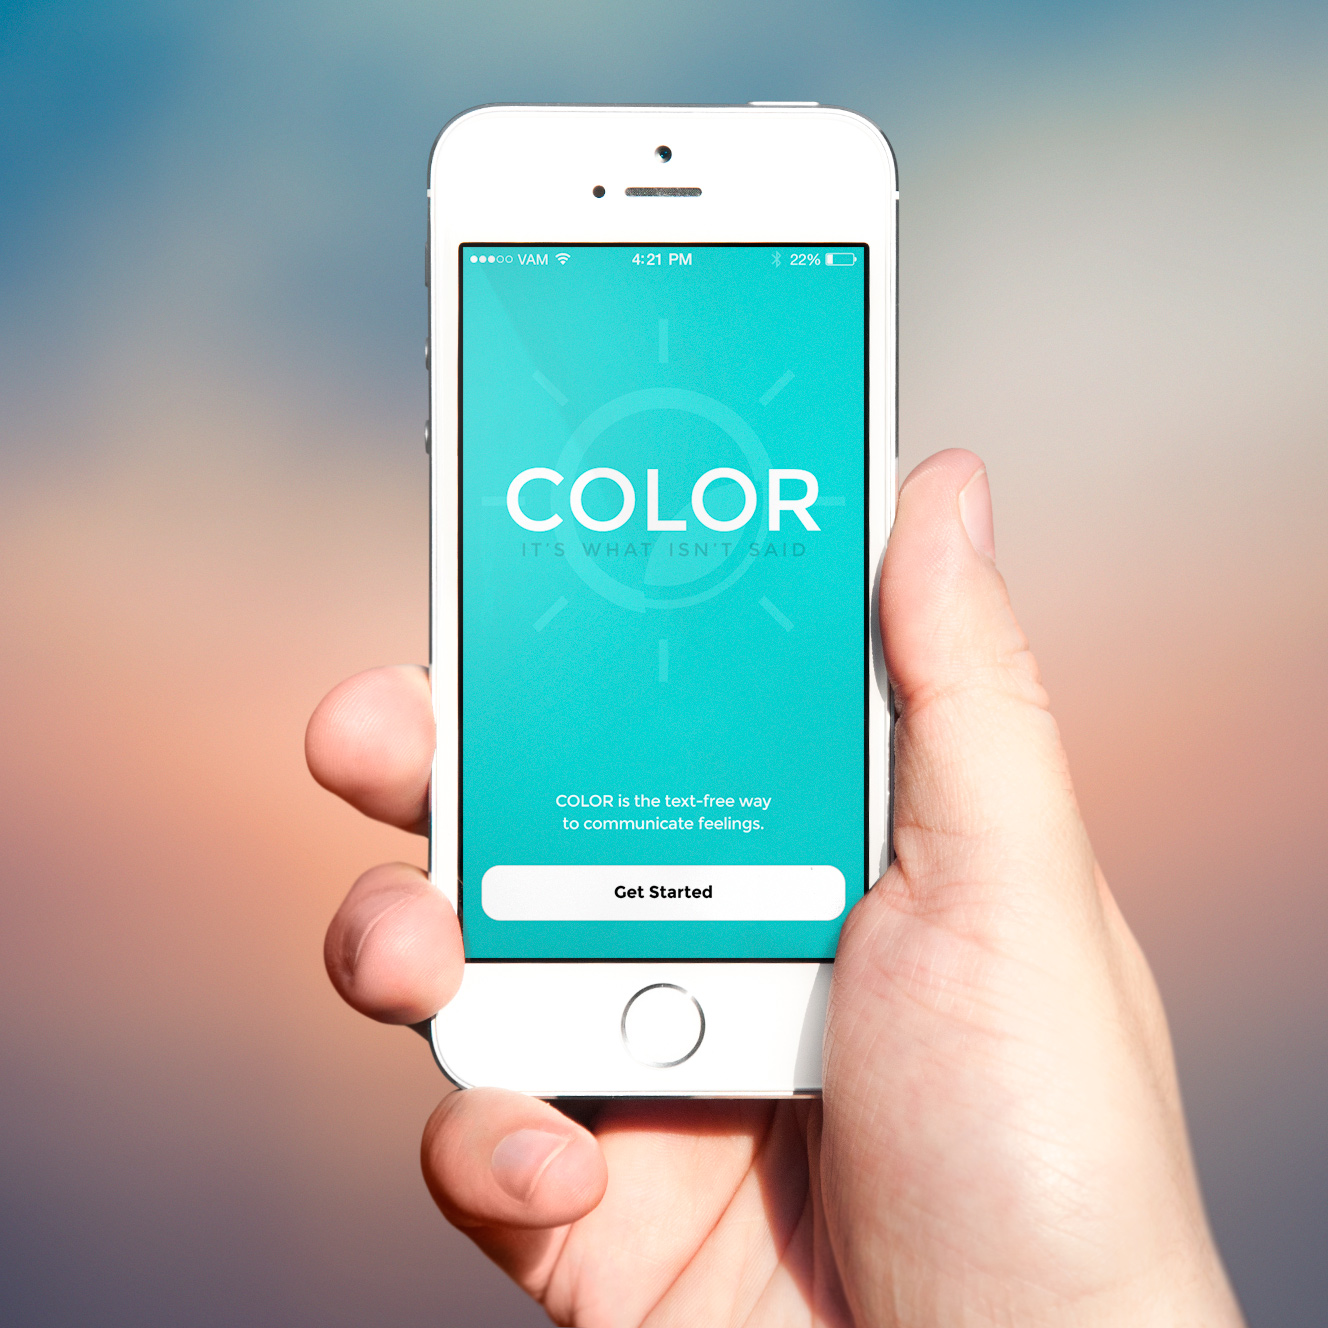 VAM 4:21 PM 22%
COLOR
IT'S WHAT ISN'T SAID
COLOR is the text-free way
to communicate feelings.
Get Started